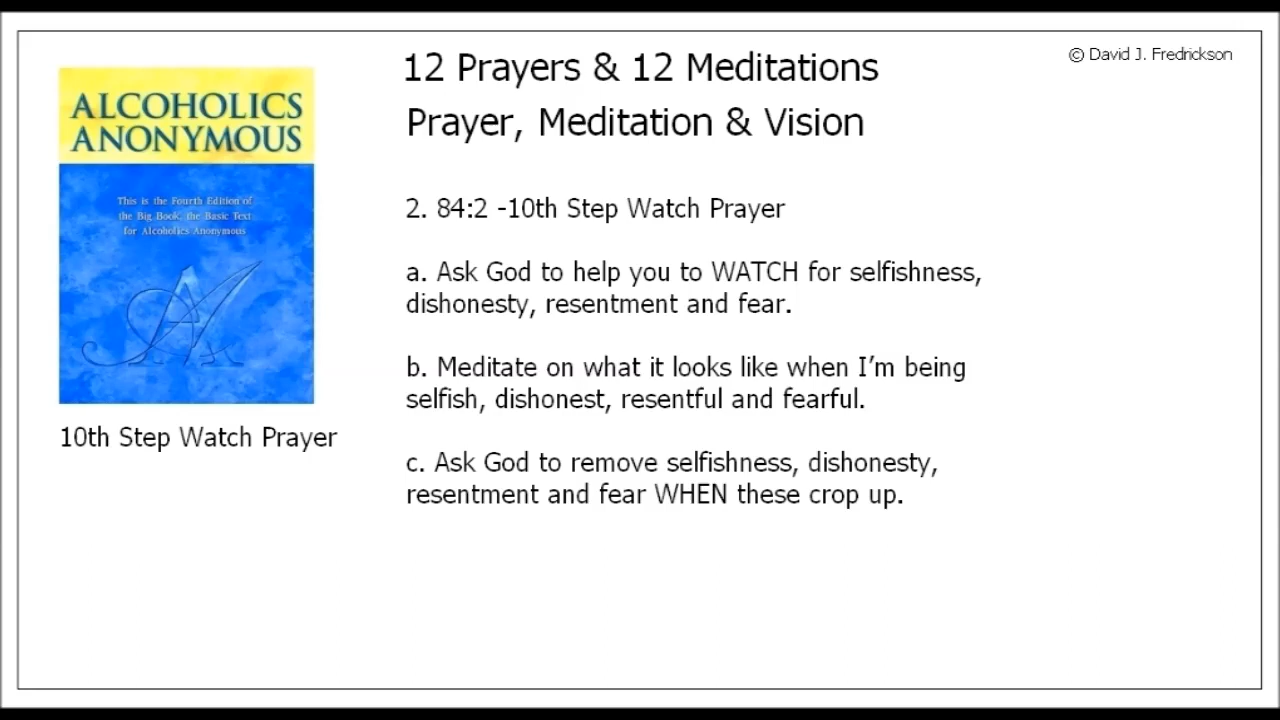 © David J. Fredrickson
12 Prayers & 12 Meditations
Prayer, Meditation & Vision
ALCOHOLICS
ANONYMOUS
This is the Fourth Edition of
the Big Book, the Basic Text
for Alcoholics Anonymous
AA
10th Step Watch Prayer
2. 84:2 -10th Step Watch Prayer
a. Ask God to help you to WATCH for selfishness,
dishonesty, resentment and fear.
b. Meditate on what it looks like when I’m being
selfish, dishonest, resentful and fearful.
c. Ask God to remove selfishness, dishonesty,
resentment and fear WHEN these crop up.